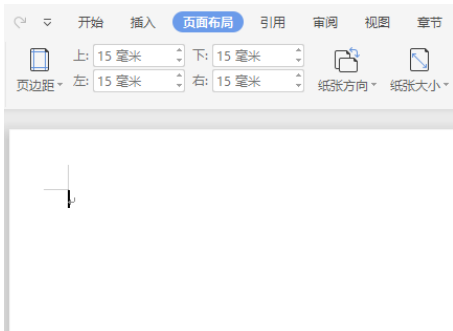 开始 插入 页面布局 引用 审阅 视图 章节
上: 15 毫米 下: 15 毫米
页边距 左: 15 毫米 右: 15 毫米 纸张方向 纸张大小